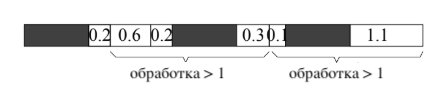 0.2 0.6 0.2 0.3 0.1 1.1
обработка > 1 обработка > 1